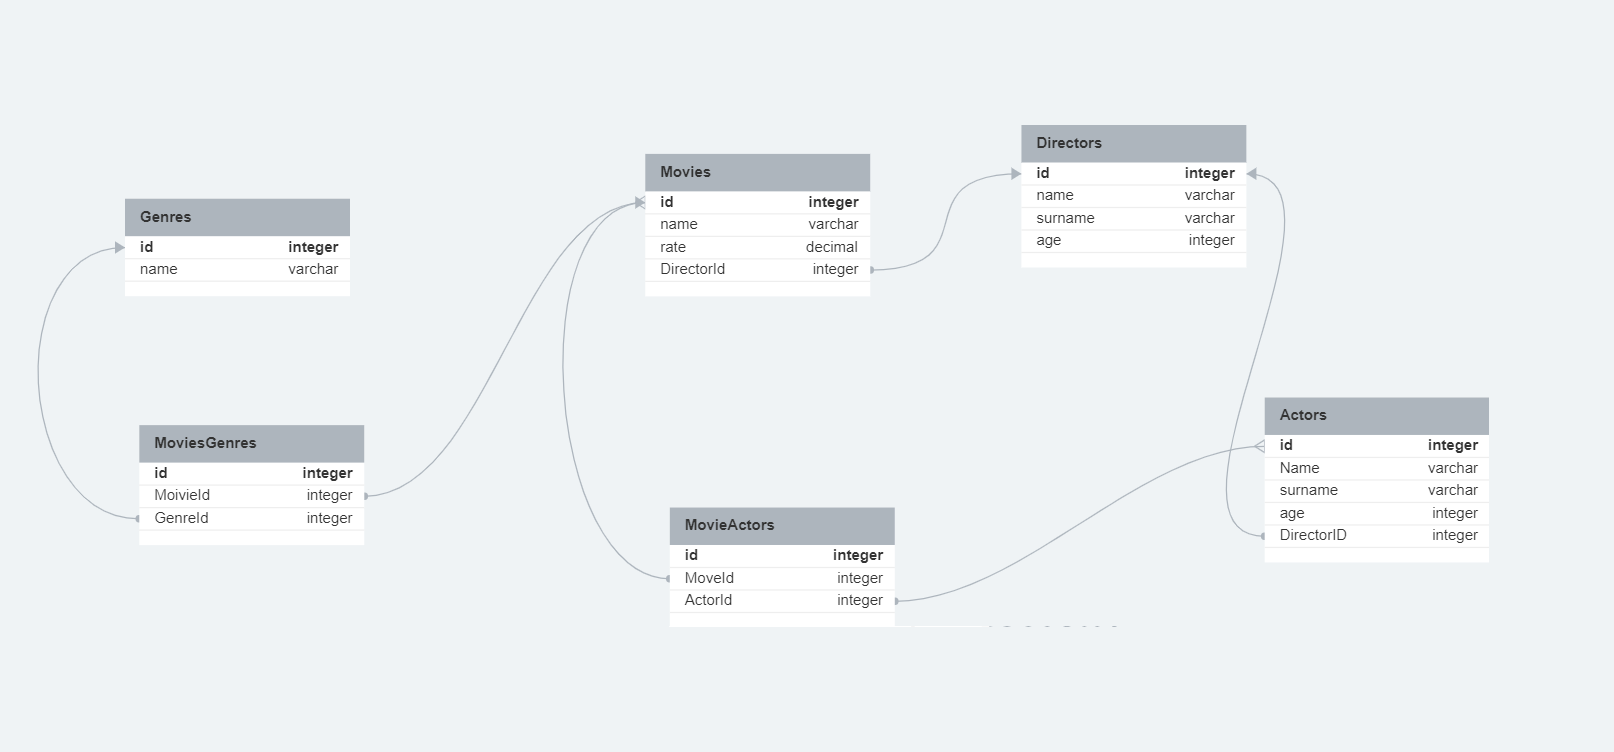 Genres
id integer
name varchar
Movies
id integer
name varchar
rate decimal
DirectorId integer
Directors
id integer
name varchar
surname varchar
age integer
MoviesGenres
id integer
MoivieId integer
GenreId integer
MovieActors
id integer
MoveId integer
ActorId integer
Actors
id integer
Name varchar
surname varchar
age integer
DirectorID integer